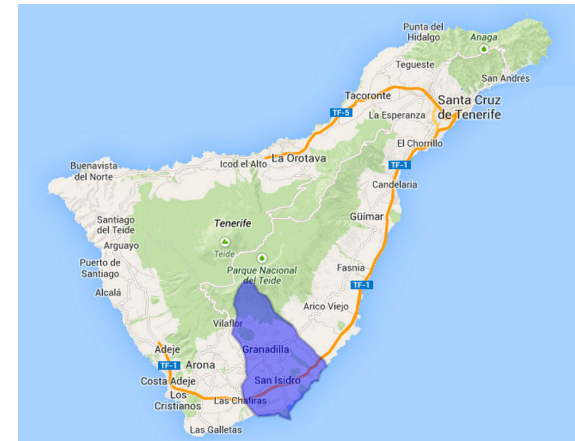 Punta del
Hidalgo
Anaga
Tegueste
San Andres
Tacoronte
Santa Cruz
de Tenerife
TF-5
La Esperanza
El Chorrillo
Icod el Alto
La Orotava
TF-1
Buenavista
del Norte
Candelaria
Santiago
del Teide
Tenerife
Güímar
Arguayo
Teide
Puerto de
Santiago
Parque Nacional
del Teide
Fasnia
TF-1
Alcalá
Arico Viejo
Vilaflor
Adeje
Granadilla
TF-1
Arona
Costa Adeje
San Isidro
Los
Cristianos
Las Chafiras
Las Galletas